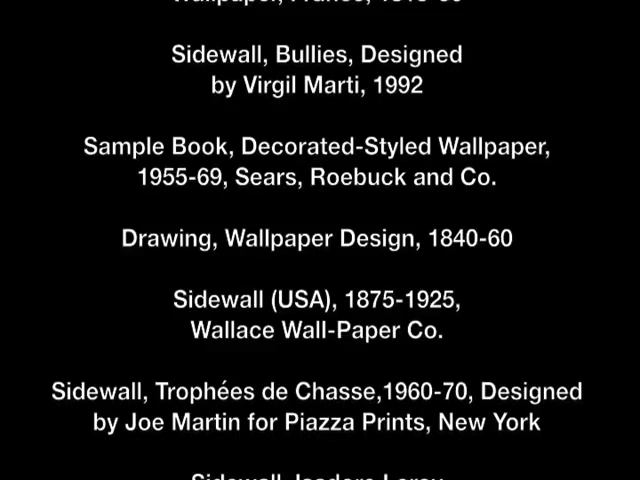 Sidewall, Bullies, Designed
by Virgil Marti, 1992
Sample Book, Decorated-Styled Wallpaper,
1955-69, Sears, Roebuck and Co.
Drawing, Wallpaper Design, 1840-60
Sidewall (USA), 1875-1925,
Wallace Wall-Paper Co.
Sidewall, Trophées de Chasse,1960-70, Designed
by Joe Martin for Piazza Prints, New York